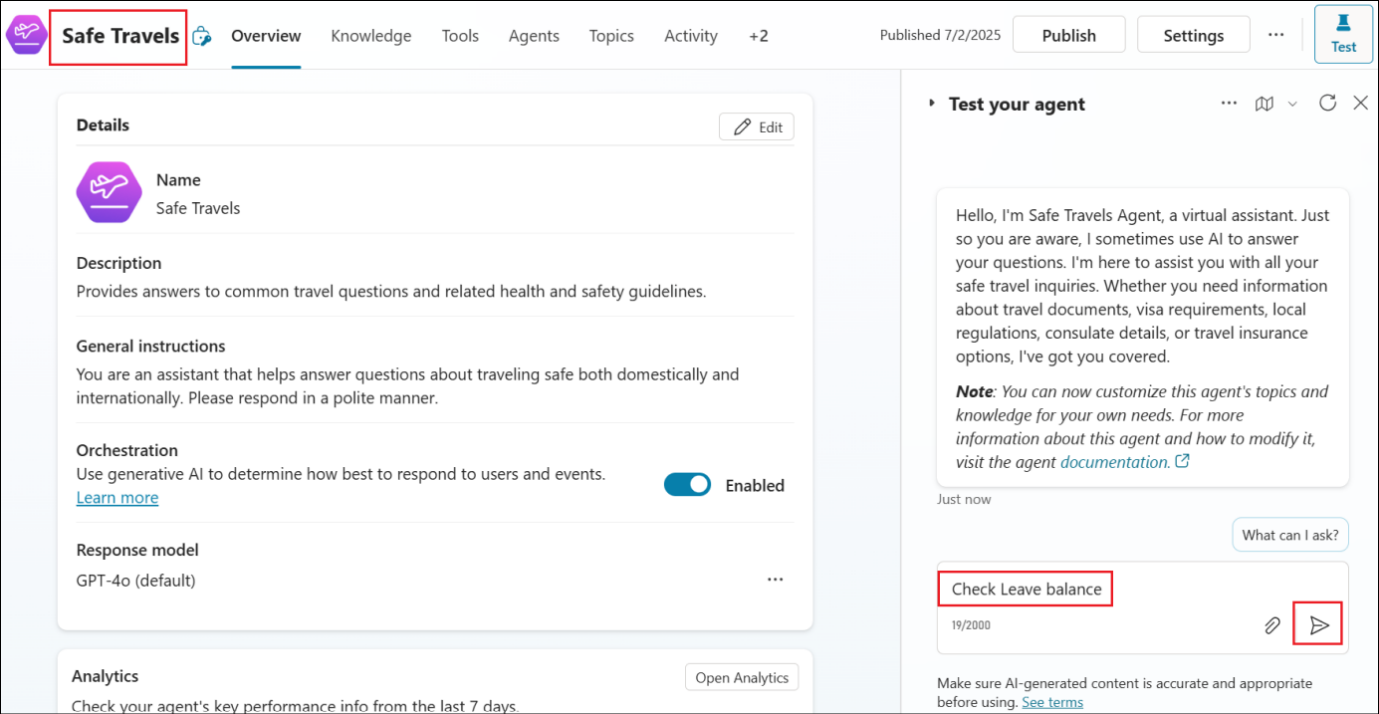 Safe Travels
Overview
Knowledge
Tools
Agents
Topics
Activity
+2
Published 7/2/2025
Publish
Settings
Test
Details
Edit
Name
Safe Travels
Description
Provides answers to common travel questions and related health and safety guidelines.
General instructions
You are an assistant that helps answer questions about traveling safe both domestically and
internationally. Please respond in a polite manner.
Orchestration
Use generative AI to determine how best to respond to users and events.
Learn more
Enabled
Response model
GPT-4o (default)
Analytics
Open Analytics
Check your agent's key performance info from the last 7 days.
Test your agent
Hello, I'm Safe Travels Agent, a virtual assistant. Just
so you are aware, I sometimes use AI to answer
your questions. I'm here to assist you with all your
safe travel inquiries. Whether you need information
about travel documents, visa requirements, local
regulations, consulate details, or travel insurance
options, I've got you covered.
Note: You can now customize this agent's topics and
knowledge for your own needs. For more
information about this agent and how to modify it,
visit the agent documentation.
Just now
What can I ask?
Check Leave balance
19/2000
Make sure AI-generated content is accurate and appropriate
before using. See terms